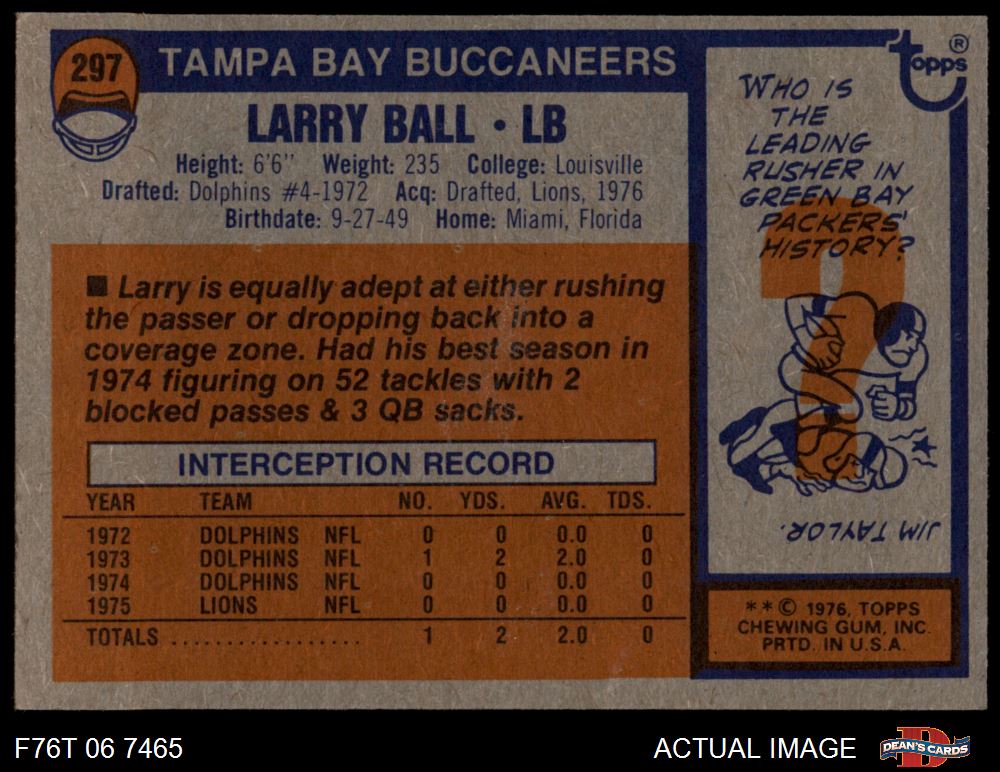 297
TAMPA BAY BUCCANEERS
LARRY BALL • LB
Height: 6'6" Weight: 235 College: Louisville
Drafted: Dolphins #4-1972 Acq: Drafted, Lions, 1976
Birthdate: 9-27-49 Home: Miami, Florida
■ Larry is equally adept at either rushing
the passer or dropping back into a
coverage zone. Had his best season in
1974 figuring on 52 tackles with 2
blocked passes & 3 QB sacks.
INTERCEPTION RECORD
YEAR TEAM NO. YDS. AVG. TDS.
1972 DOLPHINS NFL 0 0 0.0 0
1973 DOLPHINS NFL 1 2 2.0 0
1974 DOLPHINS NFL 0 0 0.0 0
1975 LIONS NFL 0 0 0.0 0
TOTALS ................. 1 2 2.0 0
topps ®
WHO IS
THE
LEADING
RUSHER IN
GREEN BAY
PACKERS'
HISTORY?
?
JIM TAYLOR.
** © 1976, TOPPS
CHEWING GUM, INC.
PRTD. IN U.S.A.
F76T 06 7465
ACTUAL IMAGE
D
DEAN'S CARDS